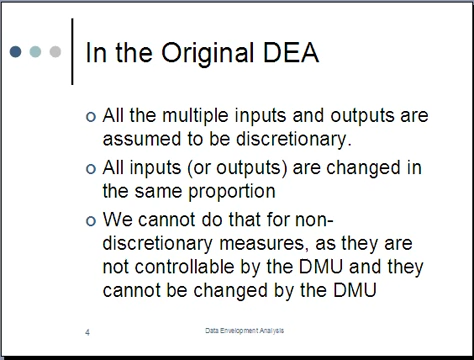 In the Original DEA
All the multiple inputs and outputs are
assumed to be discretionary.
All inputs (or outputs) are changed in
the same proportion
We cannot do that for non-
discretionary measures, as they are
not controllable by the DMU and they
cannot be changed by the DMU
4
Data Envelopment Analysis